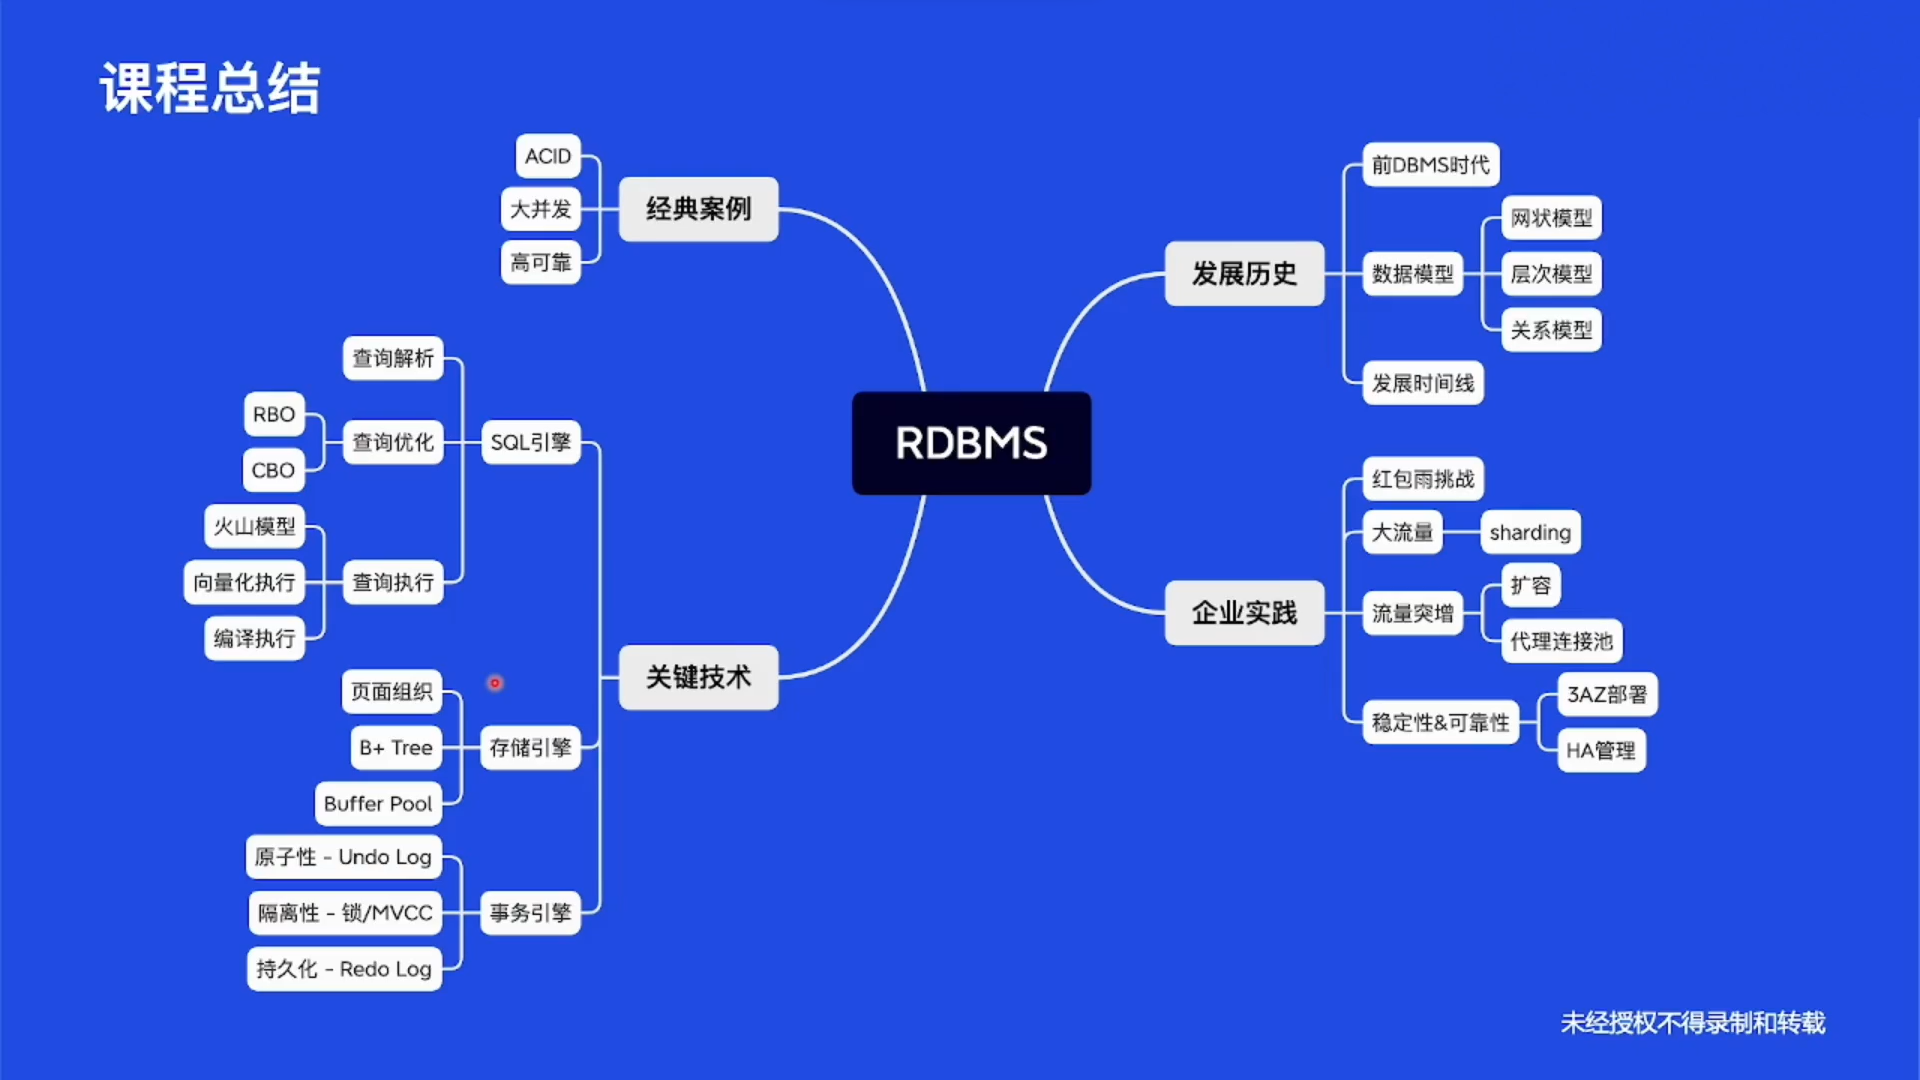 课程总结
ACID
大并发
高可靠
经典案例
查询解析
RBO
CBO
查询优化
火山模型
向量化执行
编译执行
查询执行
SQL引擎
页面组织
B+ Tree
Buffer Pool
存储引擎
原子性 - Undo Log
隔离性 - 锁/MVCC
持久化 - Redo Log
事务引擎
关键技术
RDBMS
发展历史
前DBMS时代
数据模型
网状模型
层次模型
关系模型
发展时间线
企业实践
红包雨挑战
大流量
sharding
流量突增
扩容
代理连接池
稳定性&可靠性
3AZ部署
HA管理
未经授权不得录制和转载